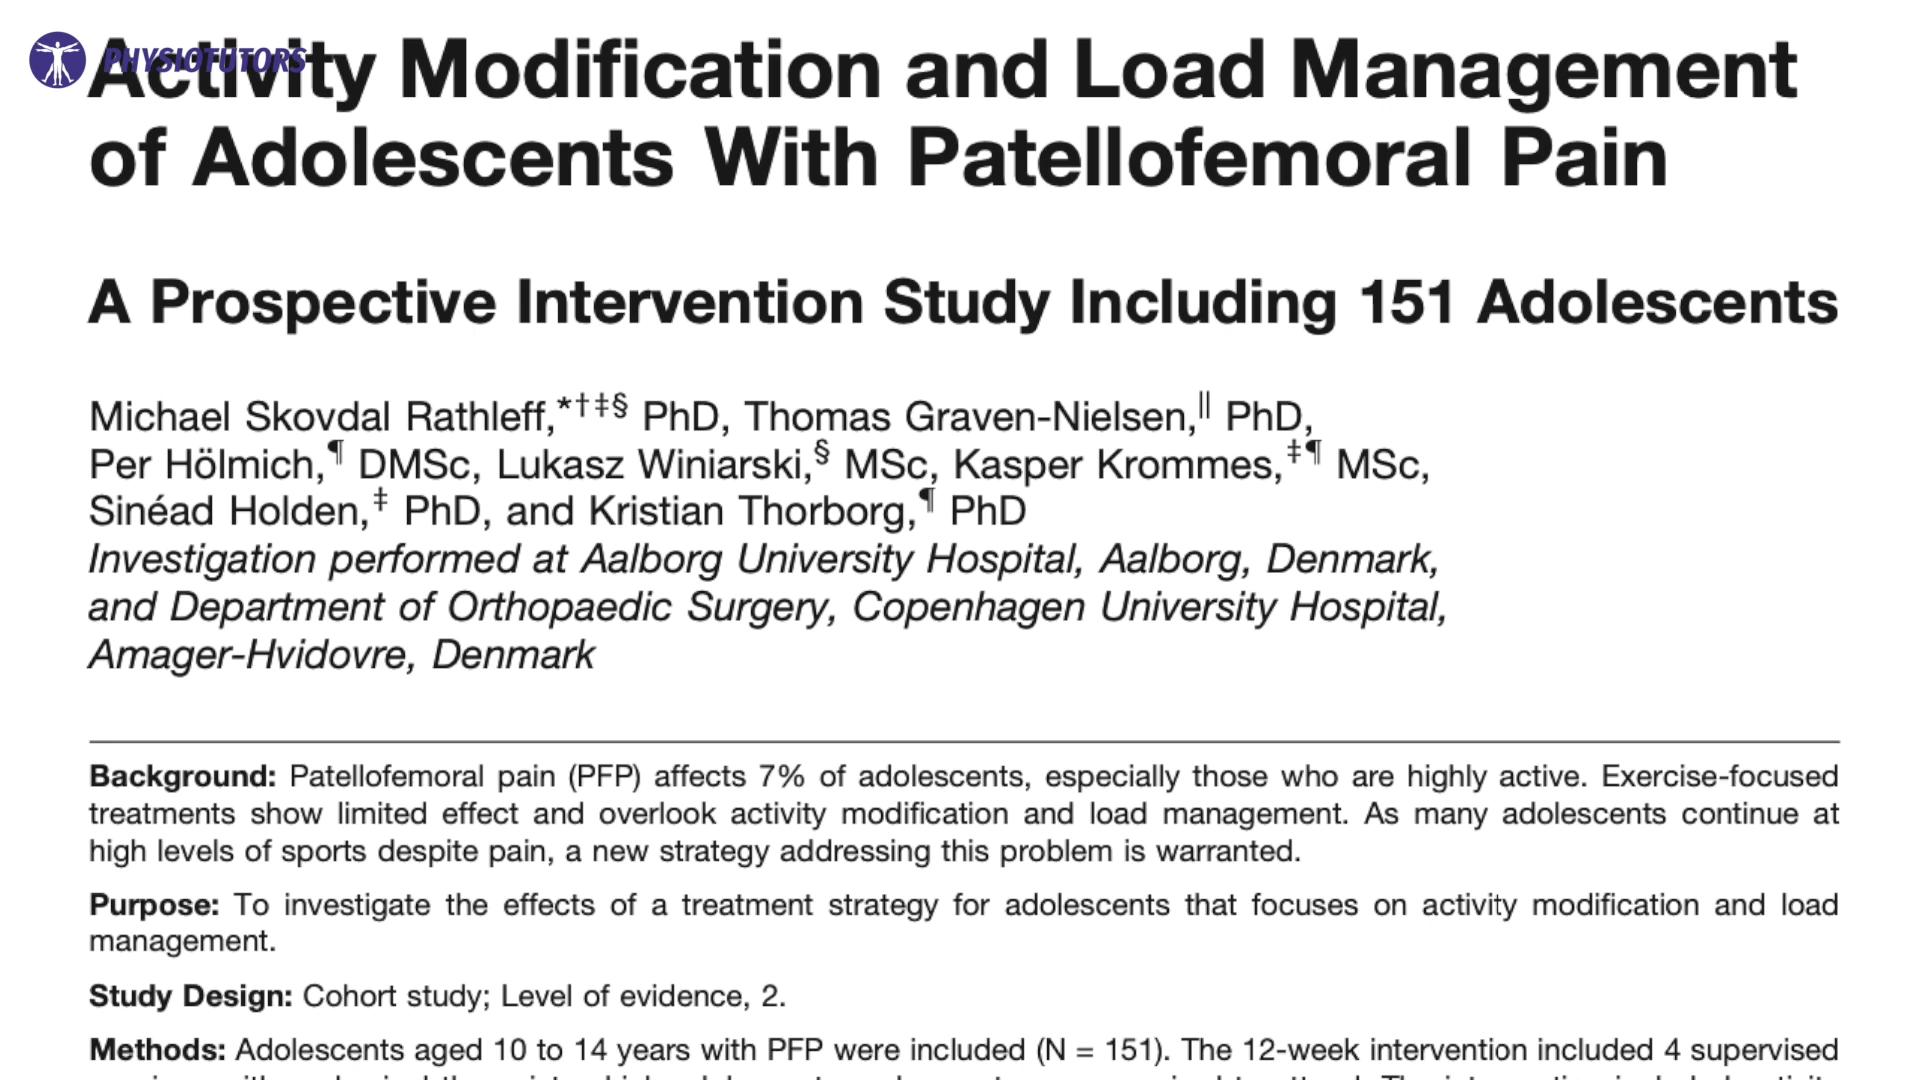 PHYSIOTUTORS
Activity Modification and Load Management
of Adolescents With Patellofemoral Pain
A Prospective Intervention Study Including 151 Adolescents
Michael Skovdal Rathleff,*†‡§ PhD, Thomas Graven-Nielsen,|| PhD,
Per Hölmich,¶ DMSc, Lukasz Winiarski,§ MSc, Kasper Krommes,‡¶ MSc,
Sinéad Holden,‡ PhD, and Kristian Thorborg,¶ PhD
Investigation performed at Aalborg University Hospital, Aalborg, Denmark,
and Department of Orthopaedic Surgery, Copenhagen University Hospital,
Amager-Hvidovre, Denmark
Background: Patellofemoral pain (PFP) affects 7% of adolescents, especially those who are highly active. Exercise-focused
treatments show limited effect and overlook activity modification and load management. As many adolescents continue at
high levels of sports despite pain, a new strategy addressing this problem is warranted.
Purpose: To investigate the effects of a treatment strategy for adolescents that focuses on activity modification and load
management.
Study Design: Cohort study; Level of evidence, 2.
Methods: Adolescents aged 10 to 14 years with PFP were included (N = 151). The 12-week intervention included 4 supervised